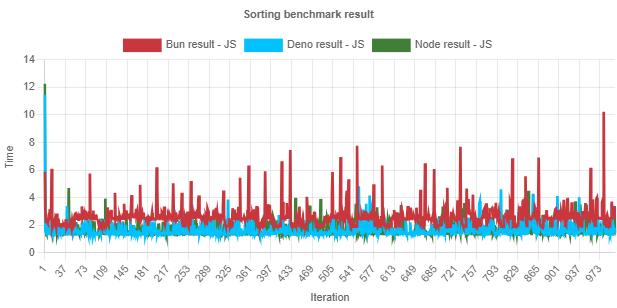 Sorting benchmark result
Bun result - JS Deno result - JS Node result - JS
14
12
10
8
6
4
2
0
Time
1 37 73 109 145 181 217 253 289 325 361 397 433 469 505 541 577 613 649 685 721 757 793 829 865 901 937 973
Iteration